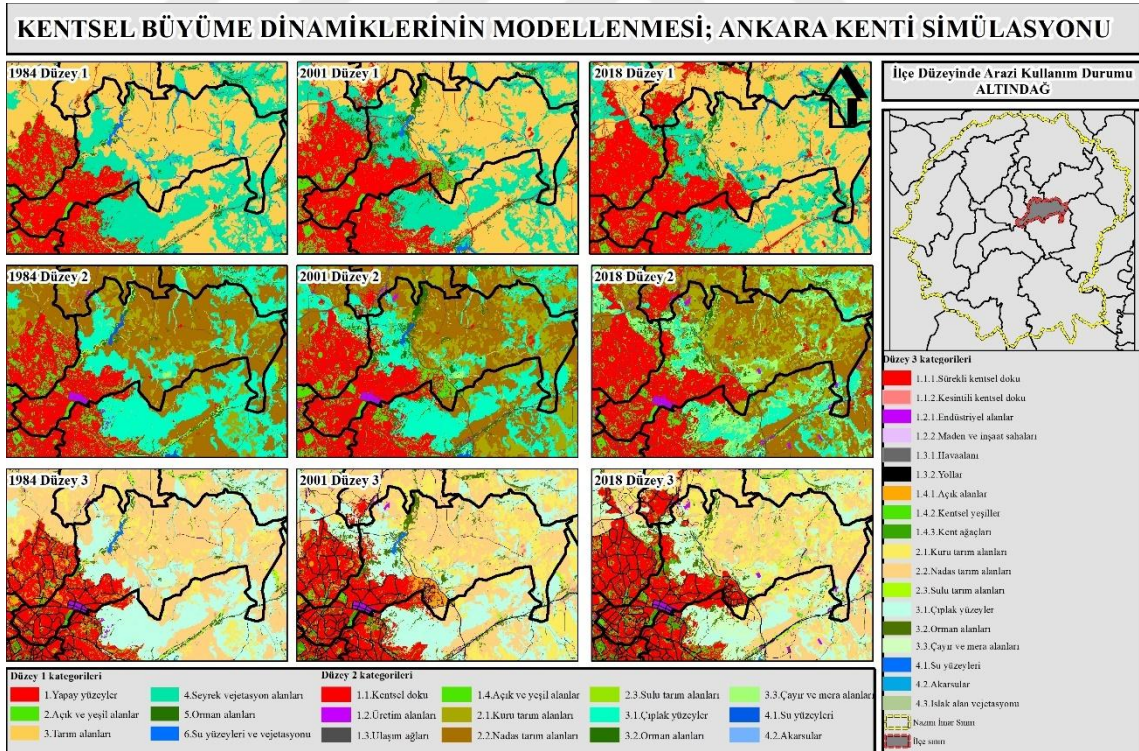 KENTSEL BÜYÜME DİNAMİKLERİNİN MODELLENMESİ; ANKARA KENTİ SİMÜLASYONU
1984 Düzey 1
2001 Düzey 1
2018 Düzey 1
1984 Düzey 2
2001 Düzey 2
2018 Düzey 2
1984 Düzey 3
2001 Düzey 3
2018 Düzey 3
İlçe Düzeyinde Arazi Kullanım Durumu
ALTINDAĞ
Düzey 3 kategorileri
1.1.1.Sürekli kentsel doku
1.1.2.Kesintili kentsel doku
1.2.1.Endüstriyel alanlar
1.2.2.Maden ve inşaat sahaları
1.3.1.Havaalanı
1.3.2.Yollar
1.4.1.Açık alanlar
1.4.2.Kentsel yeşiller
1.4.3.Kent ağaçları
2.1.Kuru tarım alanları
2.2.Nadas tarım alanları
2.3.Sulu tarım alanları
3.1.Çıplak yüzeyler
3.2.Orman alanları
3.3.Çayır ve mera alanları
4.1.Su yüzeyleri
4.2.Akarsular
4.3.Islak alan vejetasyonu
Nazım İmar Sınırı
İlçe sınırı
Düzey 1 kategorileri
1.Yapay yüzeyler
2.Açık ve yeşil alanlar
3.Tarım alanları
4.Seyrek vejetasyon alanları
5.Orman alanları
6.Su yüzeyleri ve vejetasyonu
Düzey 2 kategorileri
1.1.Kentsel doku
1.2.Üretim alanları
1.3.Ulaşım ağları
1.4.Açık ve yeşil alanlar
2.1.Kuru tarım alanları
2.2.Nadas tarım alanları
2.3.Sulu tarım alanları
3.1.Çıplak yüzeyler
3.2.Orman alanları
3.3.Çayır ve mera alanları
4.1.Su yüzeyleri
4.2.Akarsular